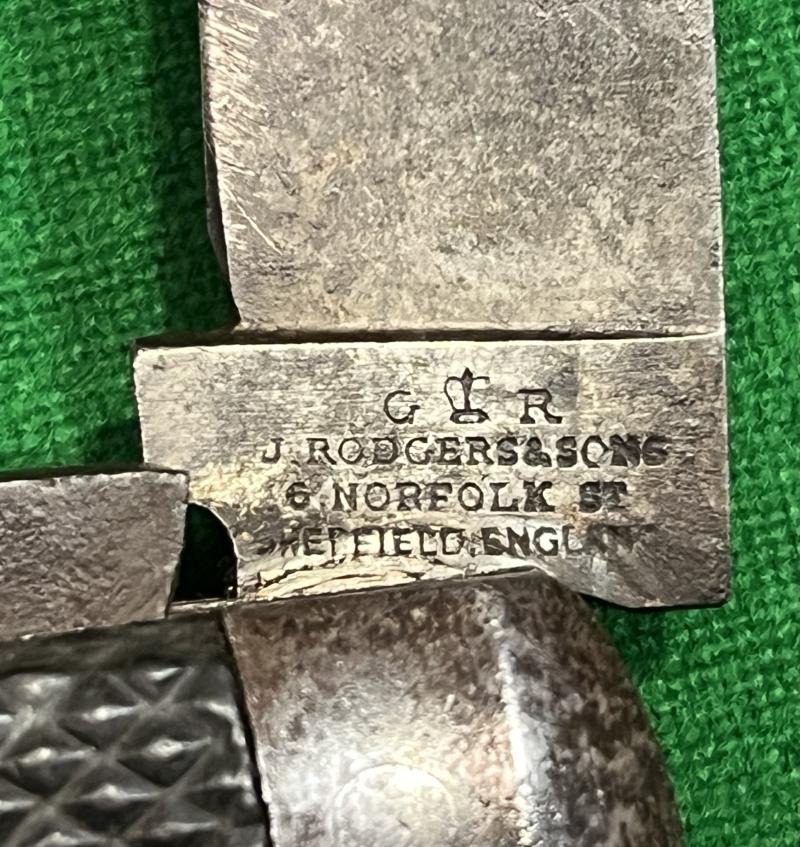 G R
J. RODGERS & SONS
6 NORFOLK ST
SHEFFIELD, ENGLAND